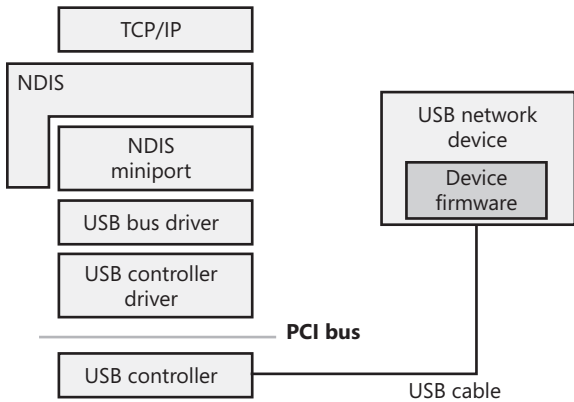 TCP/IP
NDIS
NDIS
miniport
USB bus driver
USB controller
driver
PCI bus
USB controller
USB network
device
Device
firmware
USB cable